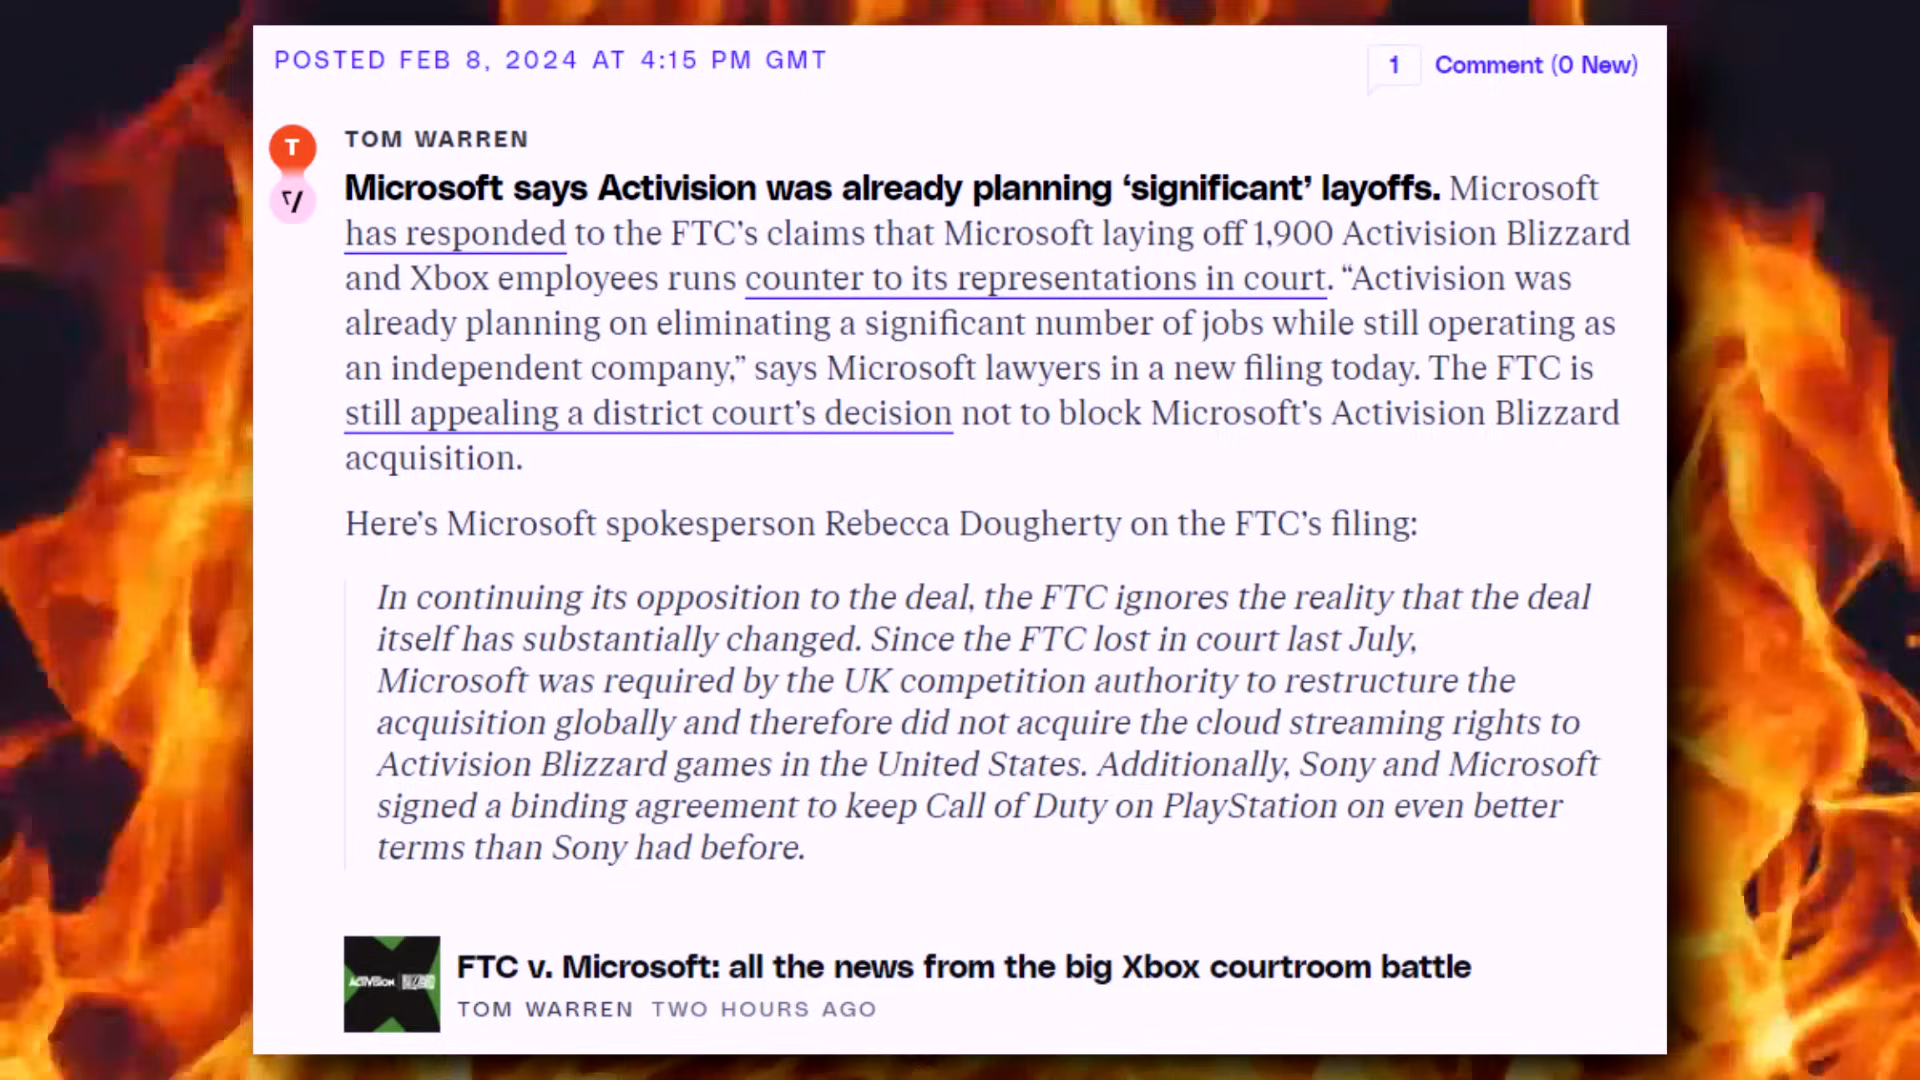 POSTED FEB 8, 2024 AT 4:15 PM GMT
1
Comment (0 New)
T
TOM WARREN
Microsoft says Activision was already planning ‘significant’ layoffs. Microsoft
has responded to the FTC’s claims that Microsoft laying off 1,900 Activision Blizzard
and Xbox employees runs counter to its representations in court. “Activision was
already planning on eliminating a significant number of jobs while still operating as
an independent company,” says Microsoft lawyers in a new filing today. The FTC is
still appealing a district court’s decision not to block Microsoft’s Activision Blizzard
acquisition.
Here’s Microsoft spokesperson Rebecca Dougherty on the FTC’s filing:
In continuing its opposition to the deal, the FTC ignores the reality that the deal
itself has substantially changed. Since the FTC lost in court last July,
Microsoft was required by the UK competition authority to restructure the
acquisition globally and therefore did not acquire the cloud streaming rights to
Activision Blizzard games in the United States. Additionally, Sony and Microsoft
signed a binding agreement to keep Call of Duty on PlayStation on even better
terms than Sony had before.
ACTIVISION BLIZZARD
FTC v. Microsoft: all the news from the big Xbox courtroom battle
TOM WARREN TWO HOURS AGO